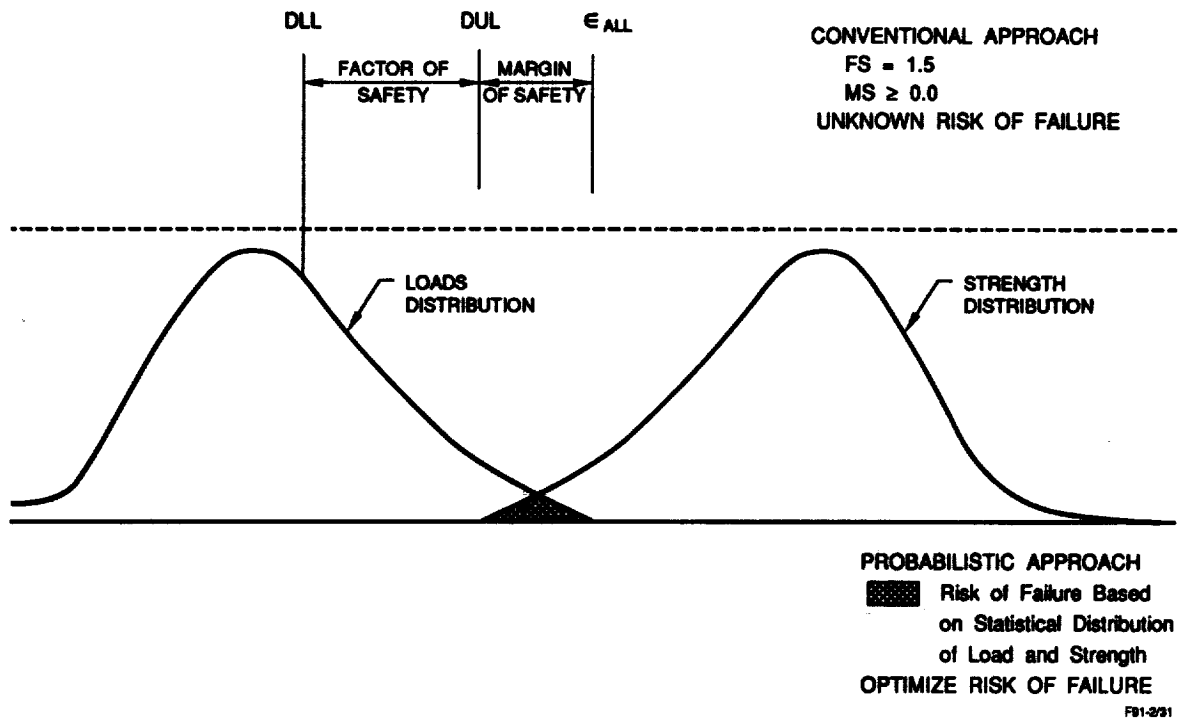 DLL
DUL
ϵ ALL
FACTOR OF
SAFETY
MARGIN
OF SAFETY
CONVENTIONAL APPROACH
FS = 1.5
MS ≥ 0.0
UNKNOWN RISK OF FAILURE
LOADS
DISTRIBUTION
STRENGTH
DISTRIBUTION
PROBABILISTIC APPROACH
Risk of Failure Based
on Statistical Distribution
of Load and Strength
OPTIMIZE RISK OF FAILURE
F91-2/31